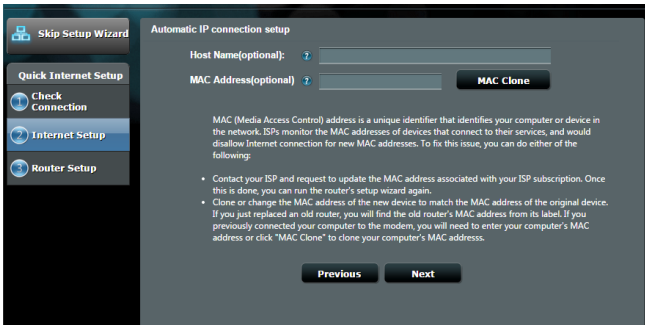 Skip Setup Wizard
Quick Internet Setup
1 Check
Connection
2 Internet Setup
3 Router Setup
Automatic IP connection setup
Host Name(optional): ?
MAC Address(optional) ? MAC Clone
MAC (Media Access Control) address is a unique identifier that identifies your computer or device in
the network. ISPs monitor the MAC addresses of devices that connect to their services, and would
disallow Internet connection for new MAC addresses. To fix this issue, you can do either of the
following:
• Contact your ISP and request to update the MAC address associated with your ISP subscription. Once
this is done, you can run the router's setup wizard again.
• Clone or change the MAC address of the new device to match the MAC address of the original device.
If you just replaced an old router, you will find the old router's MAC address from its label. If you
previously connected your computer to the modem, you will need to enter your computer's MAC
address or click "MAC Clone" to clone your computer's MAC addresss.
Previous Next